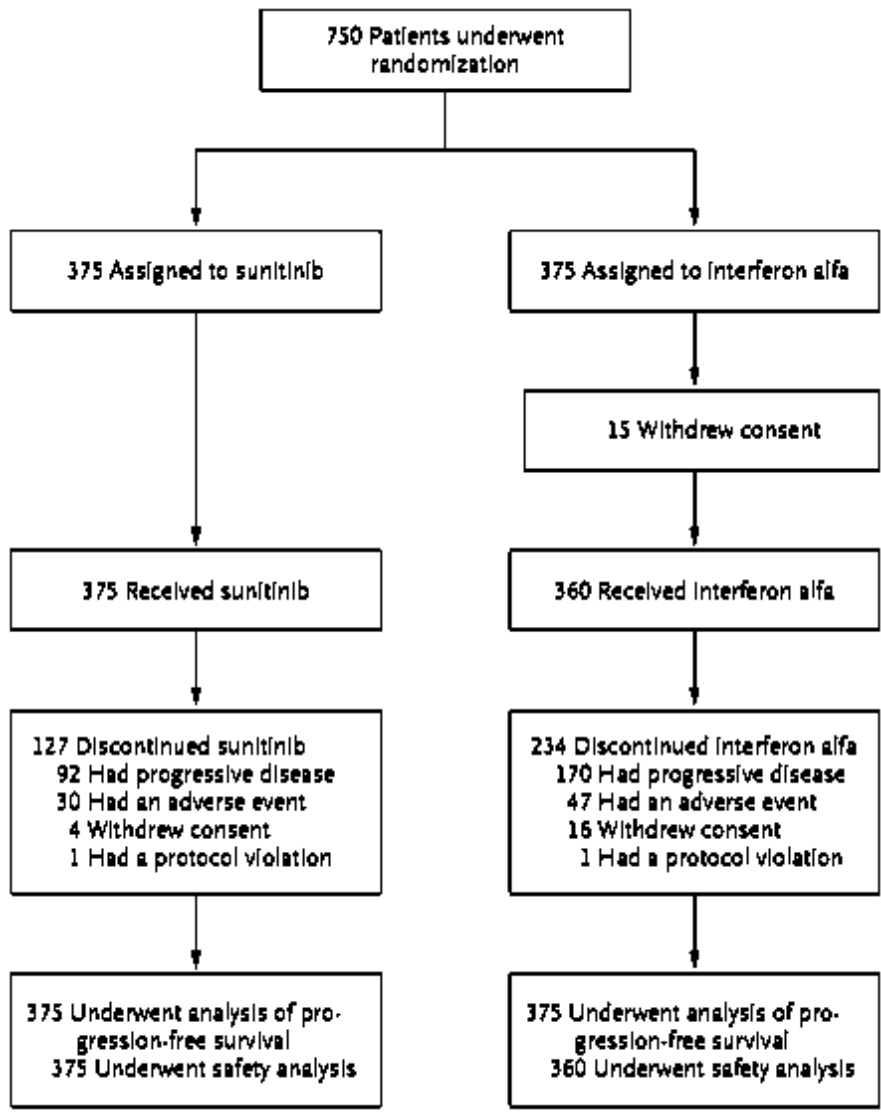 750 Patients underwent
randomization
375 Assigned to sunitinib
375 Assigned to interferon alfa
15 Withdrew consent
375 Received sunitinib
360 Received interferon alfa
127 Discontinued sunitinib
92 Had progressive disease
30 Had an adverse event
4 Withdrew consent
1 Had a protocol violation
234 Discontinued interferon alfa
170 Had progressive disease
47 Had an adverse event
16 Withdrew consent
1 Had a protocol violation
375 Underwent analysis of pro-
gression-free survival
375 Underwent safety analysis
375 Underwent analysis of pro-
gression-free survival
360 Underwent safety analysis